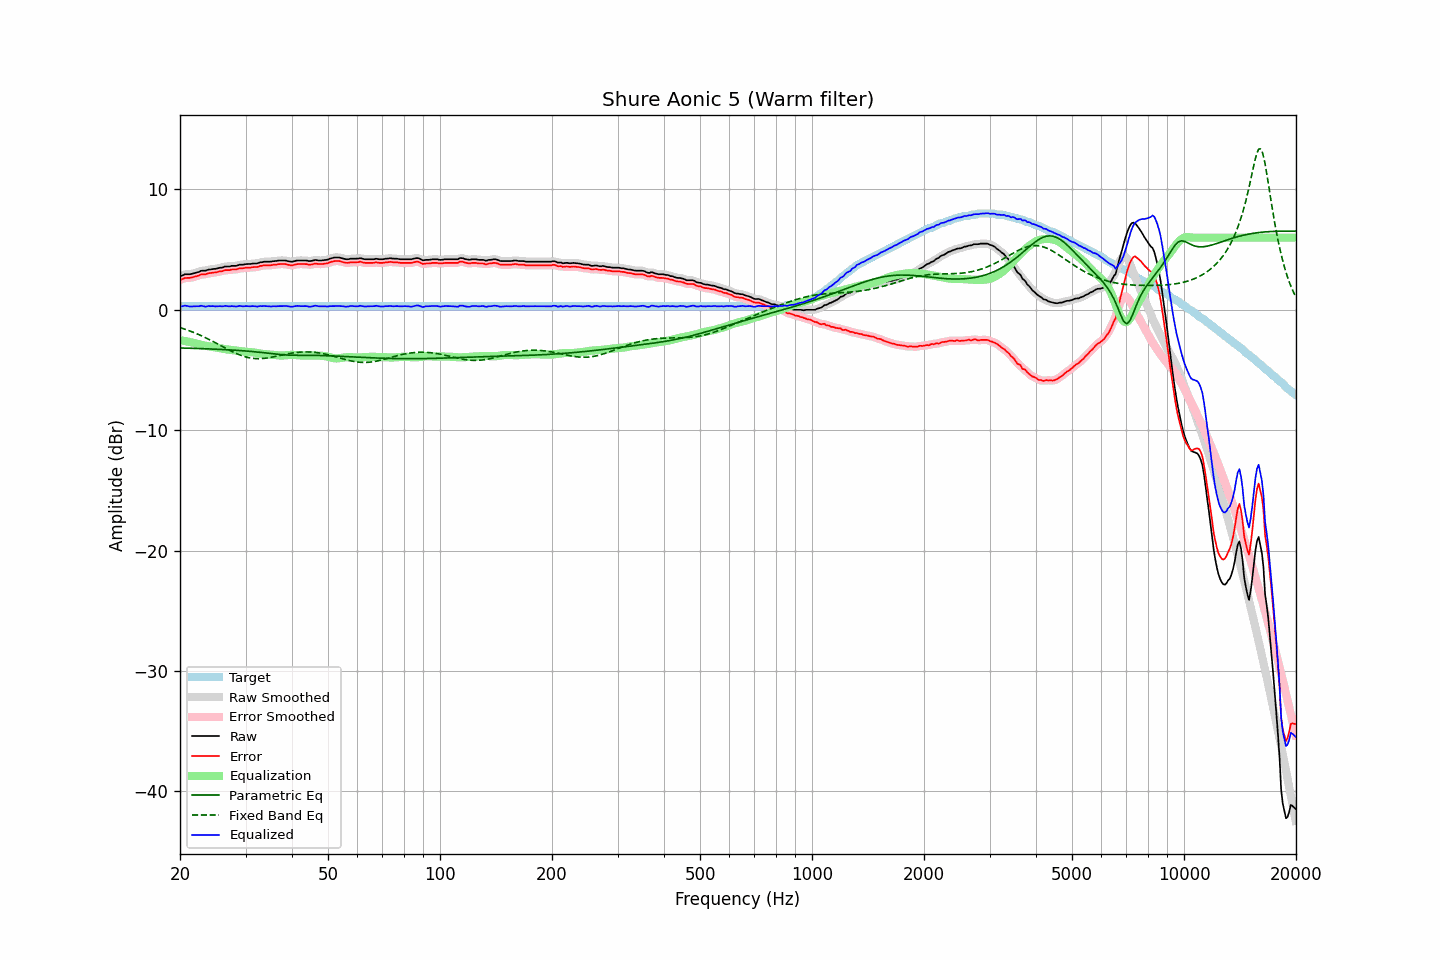 Shure Aonic 5 (Warm filter)
Amplitude (dBr)
10
0
−10
−20
−30
−40
Target
Raw Smoothed
Error Smoothed
Raw
Error
Equalization
Parametric Eq
Fixed Band Eq
Equalized
20 50 100 200 500 1000 2000 5000 10000 20000
Frequency (Hz)